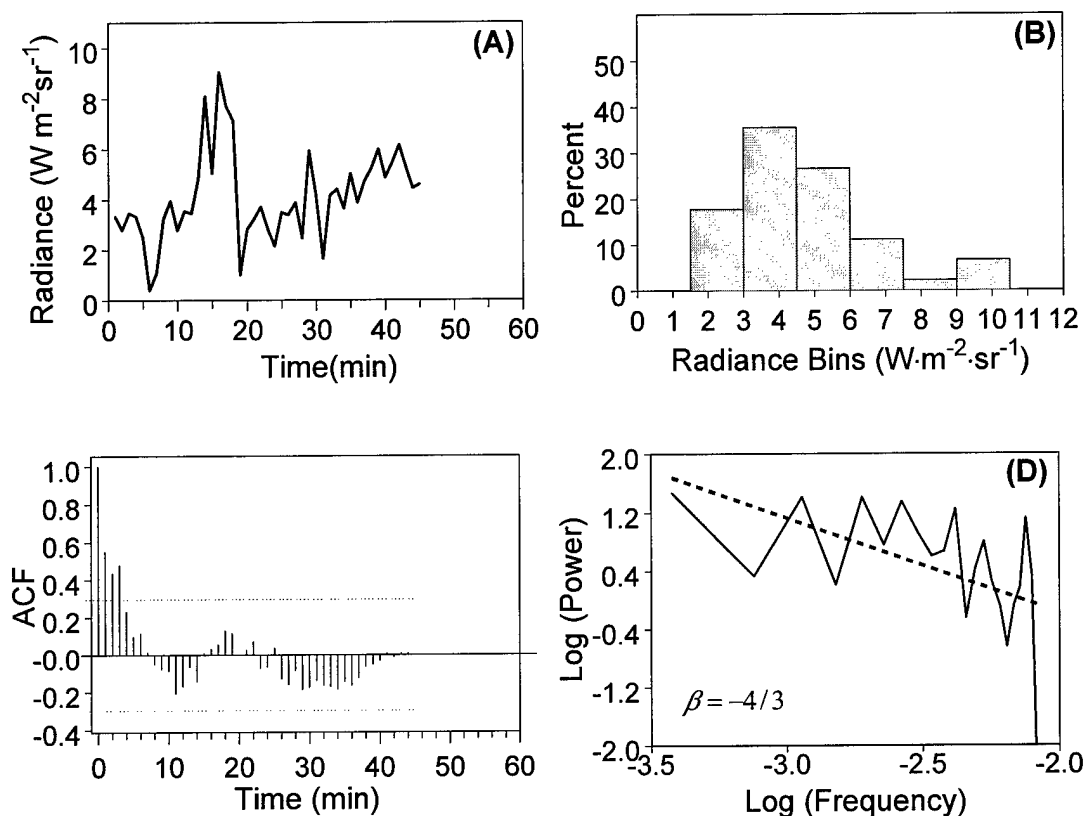 (A)
Radiance (W m⁻²sr⁻¹)
10
8
6
4
2
0
0 10 20 30 40 50 60
Time(min)
(B)
Percent
50
40
30
20
10
0
0 1 2 3 4 5 6 7 8 9 10 11 12
Radiance Bins (W·m⁻²·sr⁻¹)
ACF
1.0
0.8
0.6
0.4
0.2
-0.0
-0.2
-0.4
0 10 20 30 40 50 60
Time (min)
(D)
Log (Power)
2.0
1.2
0.4
-0.4
-1.2
-2.0
β = −4/3
-3.5 -3.0 -2.5 -2.0
Log (Frequency)